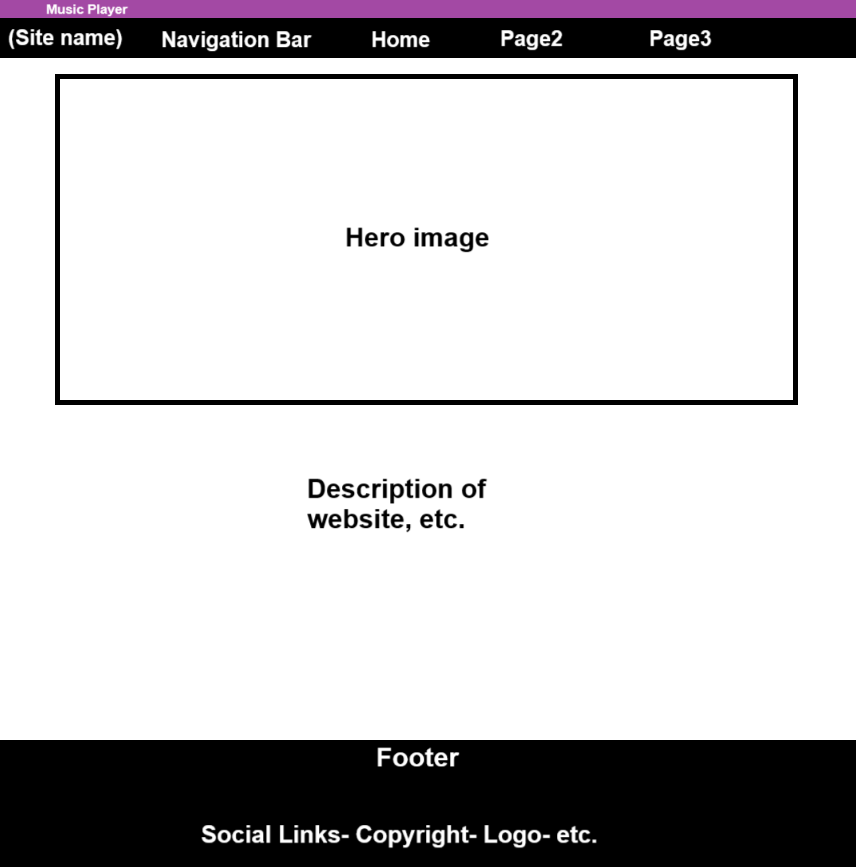 Music Player
(Site name) Navigation Bar Home Page2 Page3
Hero image
Description of
website, etc.
Footer
Social Links- Copyright- Logo- etc.